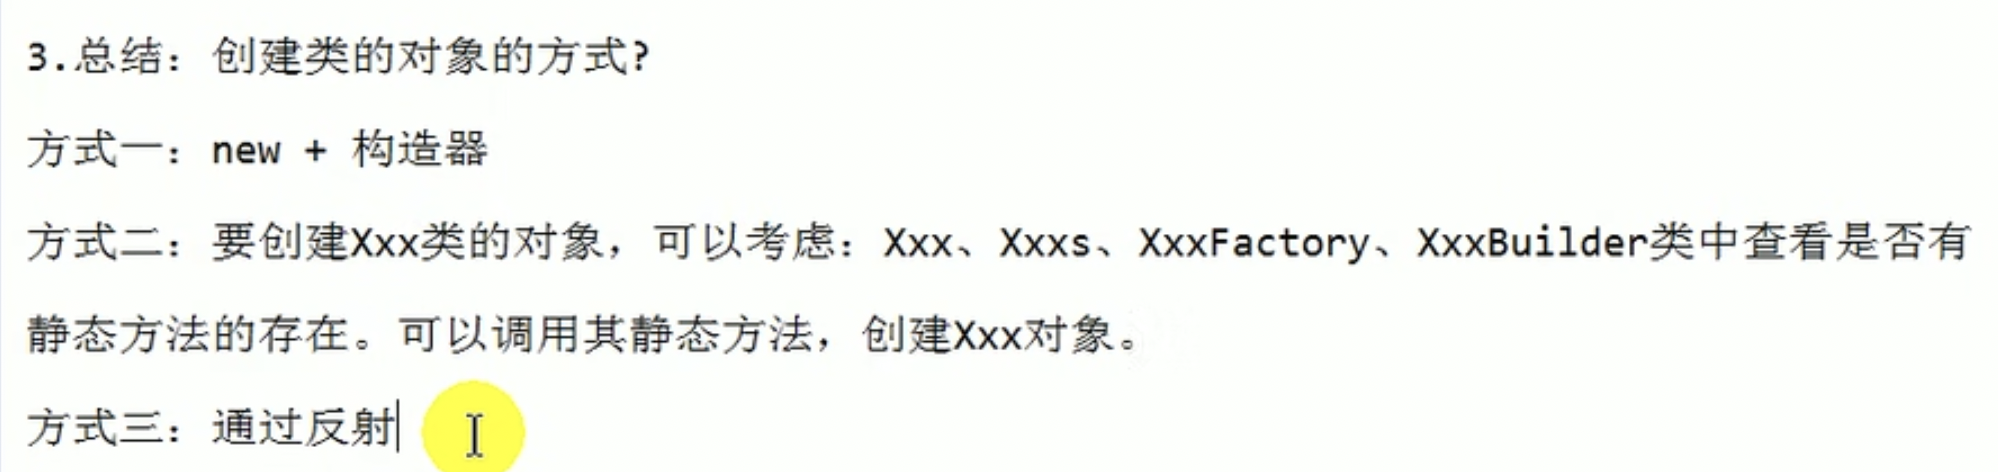 3.总结：创建类的对象的方式?
方式一：new + 构造器
方式二：要创建Xxx类的对象，可以考虑：Xxx、Xxxs、XxxFactory、XxxBuilder类中查看是否有
静态方法的存在。可以调用其静态方法，创建Xxx对象。
方式三：通过反射